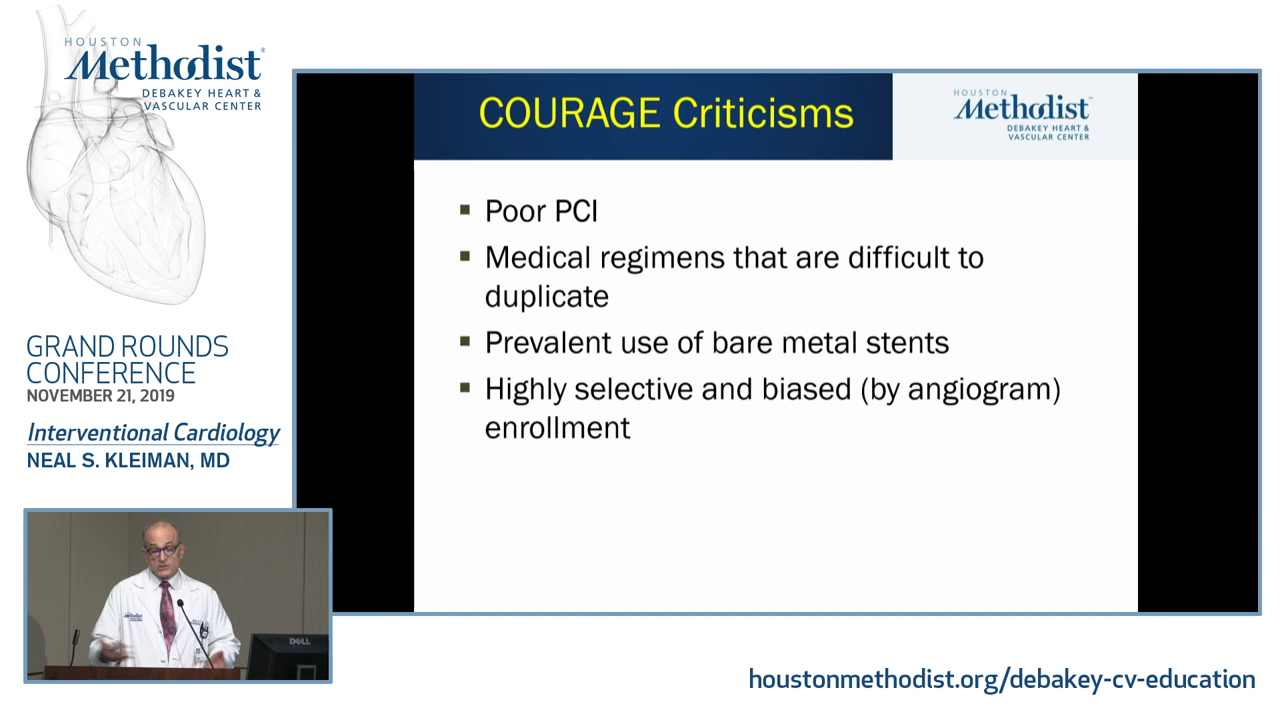 HOUSTON
Methodist®
DEBAKEY HEART &
VASCULAR CENTER
GRAND ROUNDS
CONFERENCE
NOVEMBER 21, 2019
Interventional Cardiology
NEAL S. KLEIMAN, MD
COURAGE Criticisms
HOUSTON
Methodist
DEBAKEY HEART &
VASCULAR CENTER
▪ Poor PCI
▪ Medical regimens that are difficult to
duplicate
▪ Prevalent use of bare metal stents
▪ Highly selective and biased (by angiogram)
enrollment
Methodist
DELL
houstonmethodist.org/debakey-cv-education